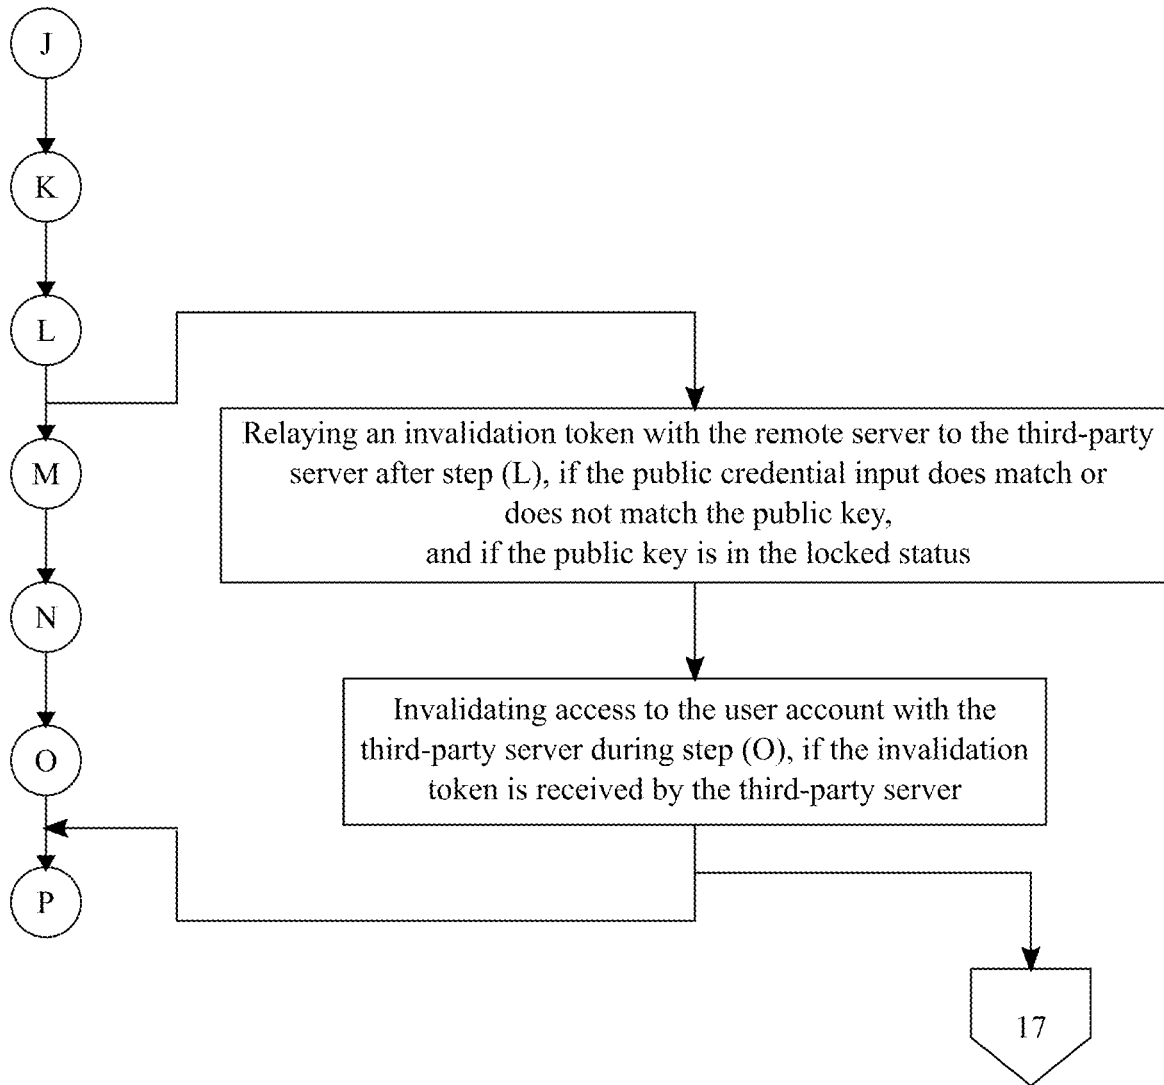 J
K
L
Relaying an invalidation token with the remote server to the third-party
server after step (L), if the public credential input does match or
does not match the public key,
and if the public key is in the locked status
M
N
Invalidating access to the user account with the
third-party server during step (O), if the invalidation
token is received by the third-party server
O
P
17